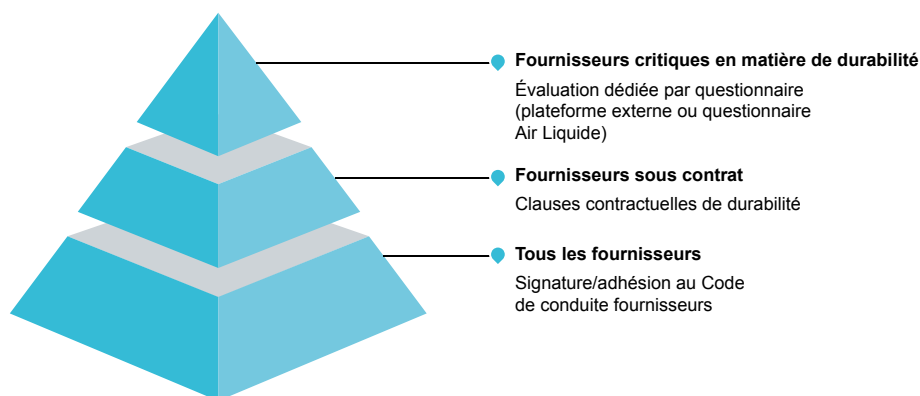 Fournisseurs critiques en matière de durabilité
Évaluation dédiée par questionnaire
(plateforme externe ou questionnaire
Air Liquide)
Fournisseurs sous contrat
Clauses contractuelles de durabilité
Tous les fournisseurs
Signature/adhésion au Code
de conduite fournisseurs